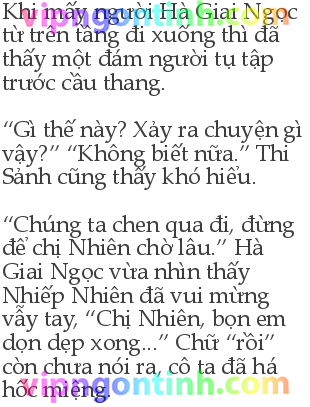 vipngontinh.com
Khi mấy người Hà Giai Ngọc
từ trên tầng đi xuống thì đã
thấy một đám người tụ tập
trước cầu thang.
“Gì thế này? Xảy ra chuyện gì
vậy?” “Không biết nữa.” Thi
Sảnh cũng thấy khó hiểu.
“Chúng ta chen qua đi, đừng
để chị Nhiên chờ lâu.” Hà
Giai Ngọc vừa nhìn thấy
Nhiếp Nhiên đã vui mừng
vẫy tay, “Chị Nhiên, bọn em
dọn dẹp xong...” Chữ “rồi”
còn chưa nói ra, cô ta đã há
hốc miệng.
vipngontinh.com